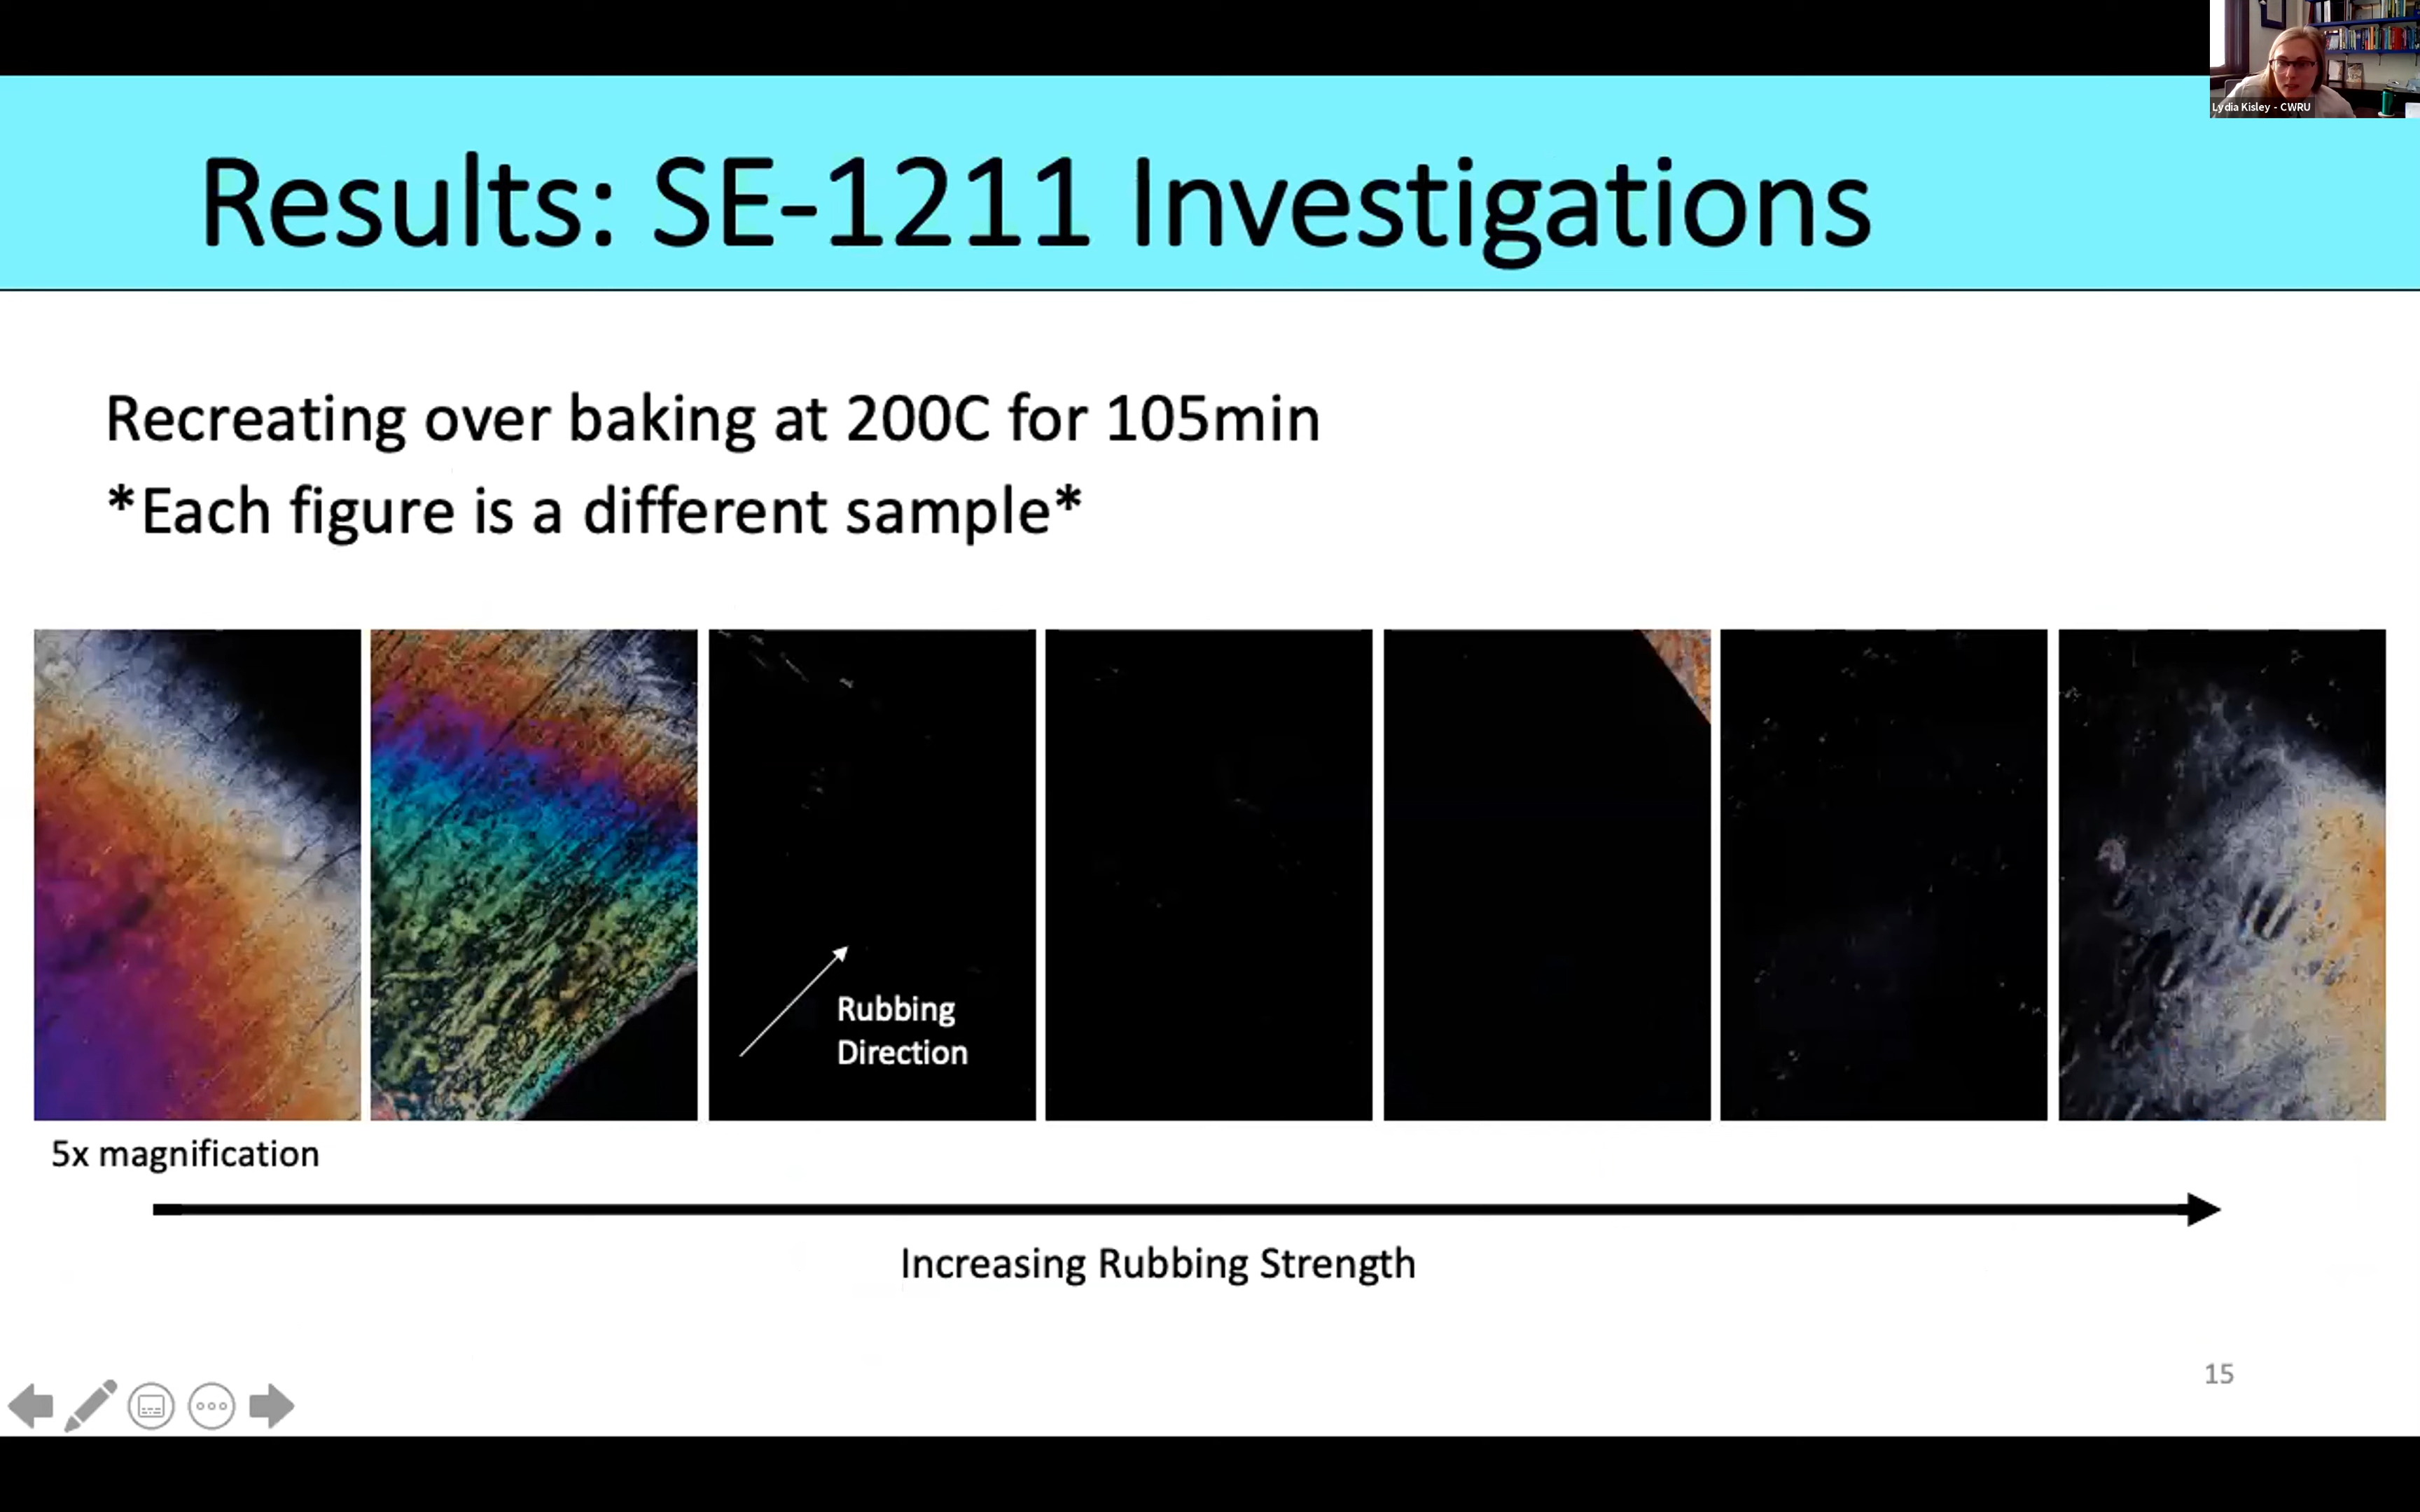 Lydia Kisley - CWRU
Results: SE-1211 Investigations
Recreating over baking at 200C for 105min
*Each figure is a different sample*
Rubbing
Direction
5x magnification
Increasing Rubbing Strength
15